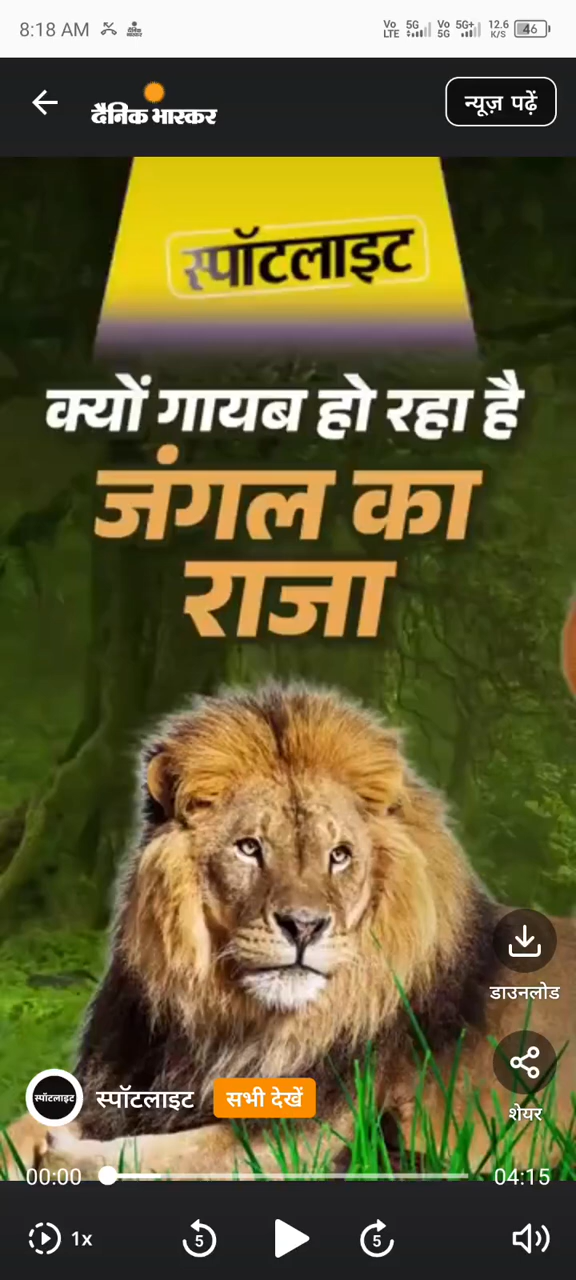 8:18 AM
Vo LTE 5G Vo 5G 5G+ 12.6 K/S 46
दैनिक भास्कर
न्यूज़ पढ़ें
स्पॉटलाइट
क्यों गायब हो रहा है
जंगल का
राजा
डाउनलोड
स्पॉटलाइट स्पॉटलाइट सभी देखें
शेयर
00:00 04:15
1x 5 5